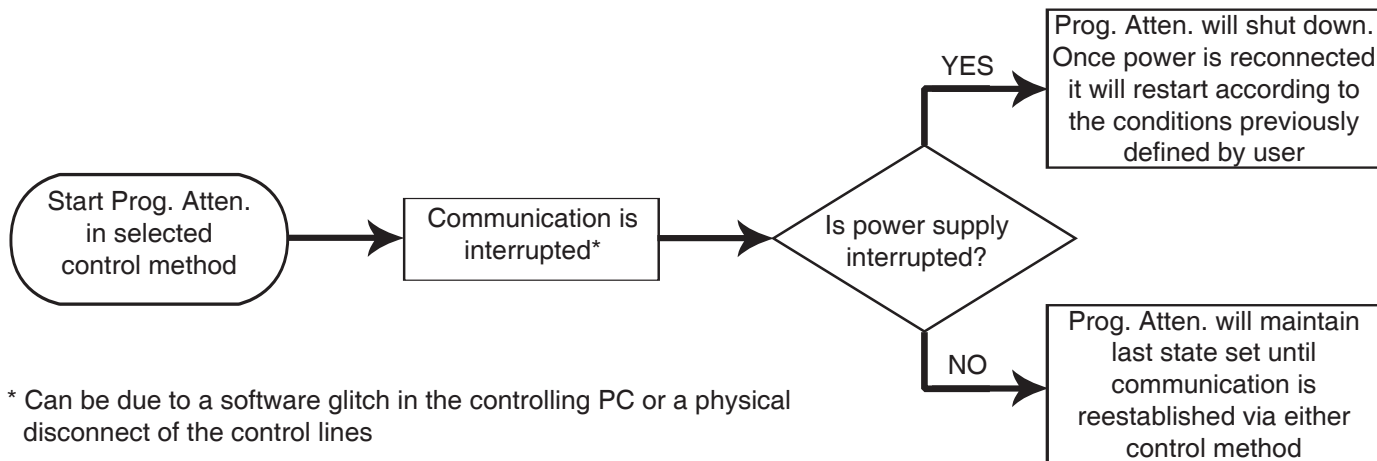 Start Prog. Atten.
in selected
control method
Communication is
interrupted*
Is power supply
interrupted?
YES
Prog. Atten. will shut down.
Once power is reconnected
it will restart according to
the conditions previously
defined by user
NO
Prog. Atten. will maintain
last state set until
communication is
reestablished via either
control method
* Can be due to a software glitch in the controlling PC or a physical
disconnect of the control lines